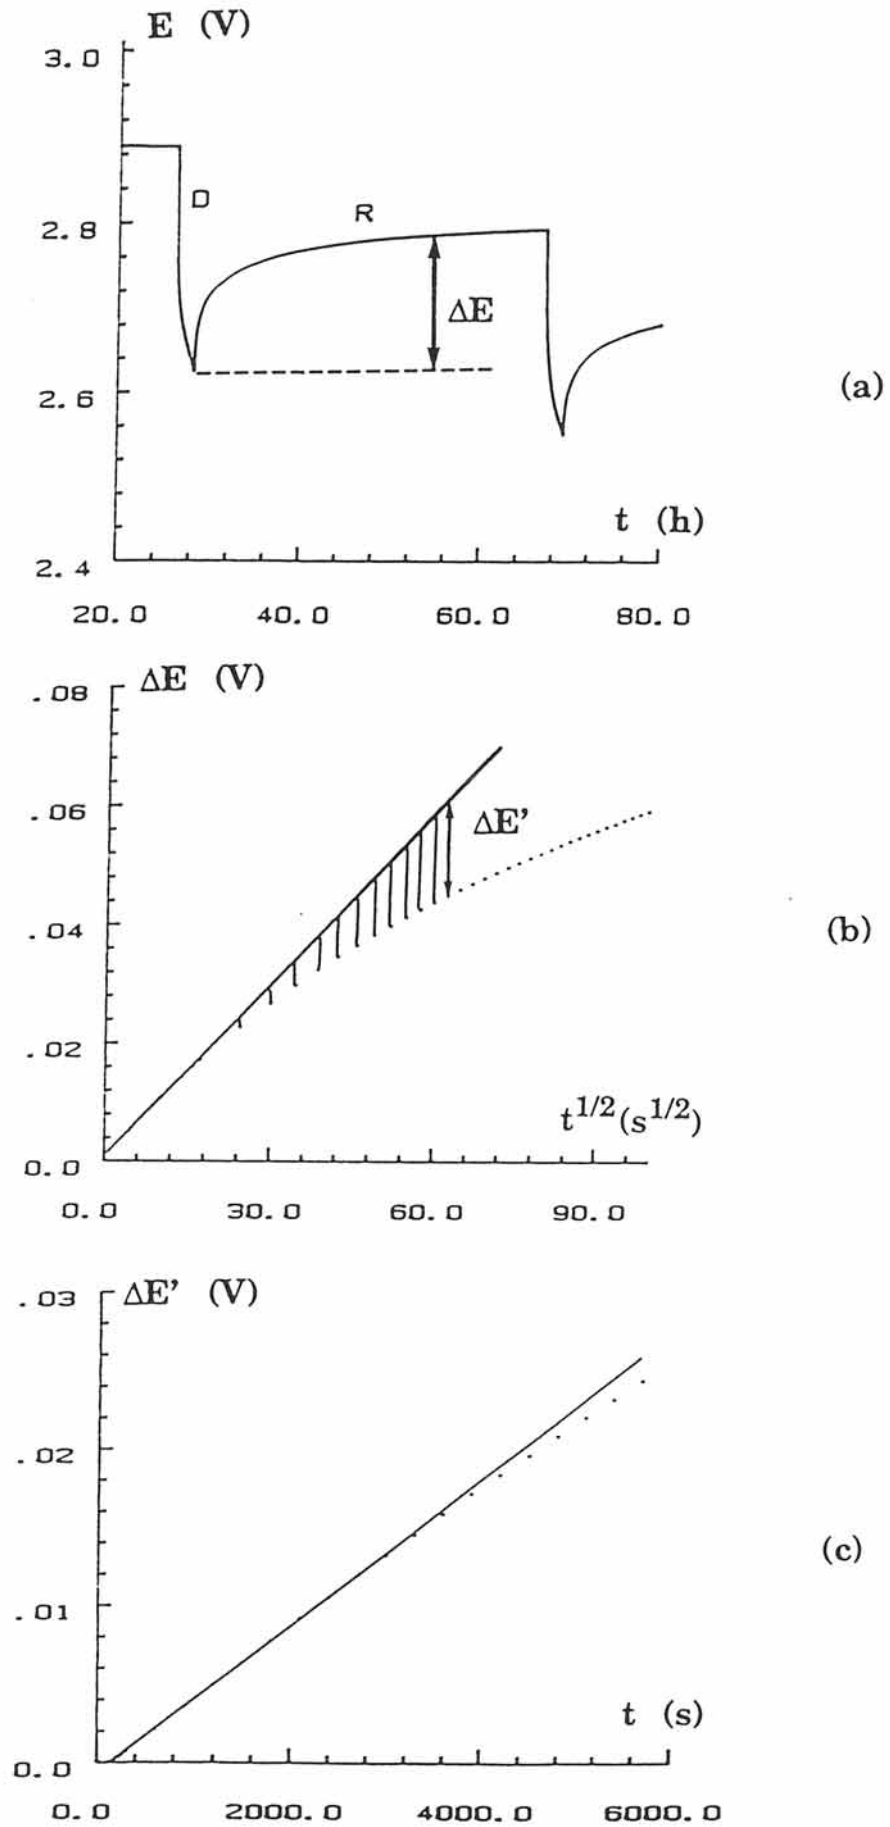 E (V)
3.0
D
R
2.8
ΔE
(a)
2.6
t (h)
2.4
20.0 40.0 60.0 80.0
ΔE (V)
.08
.06
ΔE'
.04
(b)
.02
t^{1/2}(s^{1/2})
0.0
0.0 30.0 60.0 90.0
ΔE' (V)
.03
.02
(c)
.01
t (s)
0.0
0.0 2000.0 4000.0 6000.0